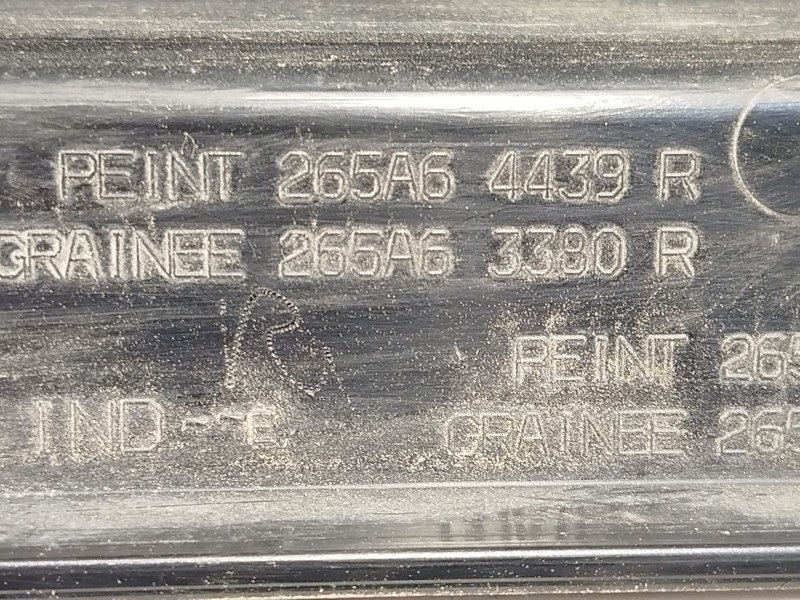 PEINT 265A6 4439 R
GRAINEE 265A6 3380 R
R
PEINT 265
IND -- C
GRAINEE 265